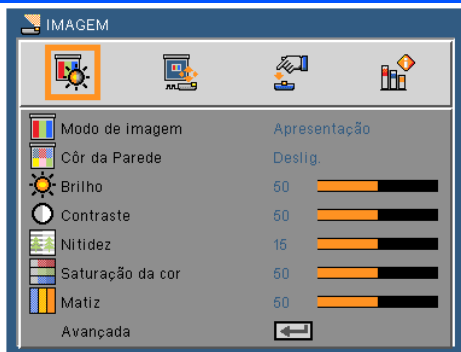 IMAGEM
Modo de imagem Apresentação
Côr da Parede Deslig.
Brilho 50
Contraste 50
Nitidez 15
Saturação da cor 50
Matiz 50
Avançada